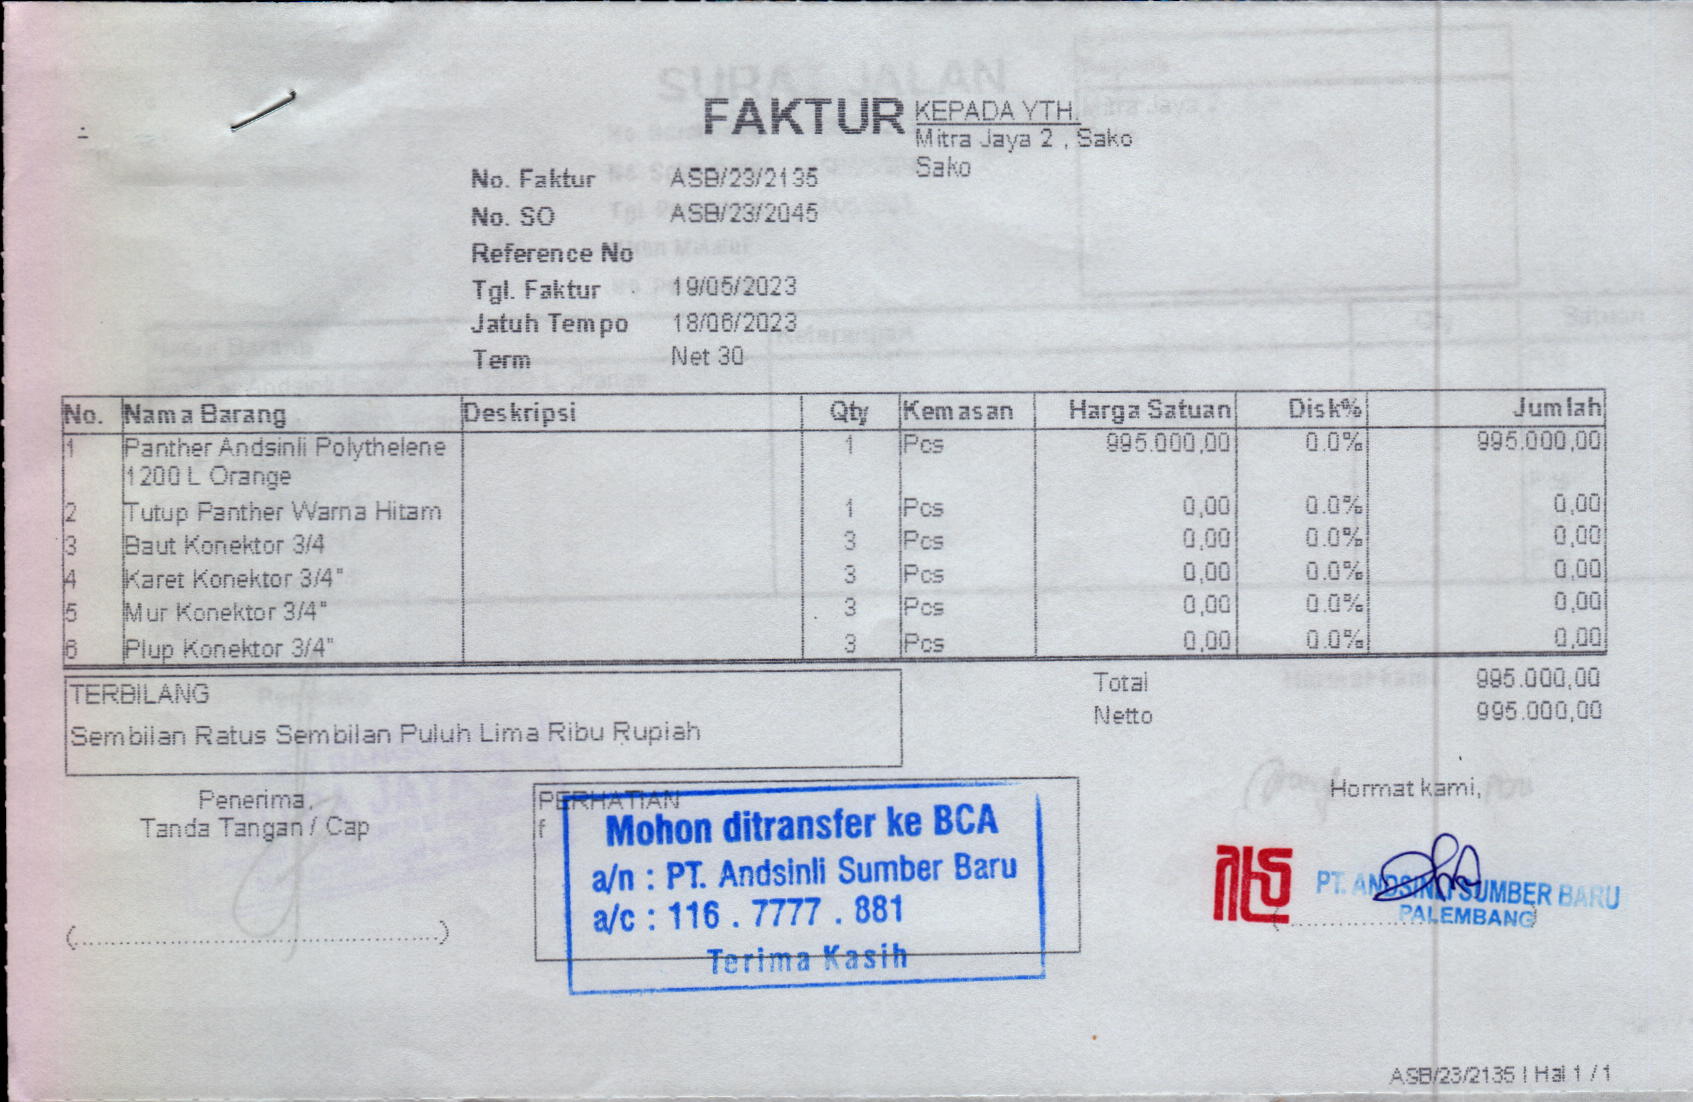 FAKTUR
KEPADA YTH.
Mitra Jaya 2 , Sako
Sako
No. Faktur ASB/23/2135
No. SO ASB/23/2045
Reference No
Tgl. Faktur 19/05/2023
Jatuh Tempo 18/06/2023
Term Net 30
No. Nama Barang Deskripsi Qty Kemasan Harga Satuan Disk% Jumlah
1 Panther Andsinli Polythelene 1 Pcs 995.000,00 0.0% 995.000,00
1200 L Orange
2 Tutup Panther Warna Hitam 1 Pcs 0,00 0.0% 0,00
3 Baut Konektor 3/4 3 Pcs 0,00 0.0% 0,00
4 Karet Konektor 3/4" 3 Pcs 0,00 0.0% 0,00
5 Mur Konektor 3/4" 3 Pcs 0,00 0.0% 0,00
6 Plup Konektor 3/4" 3 Pcs 0,00 0.0% 0,00
TERBILANG
Sembilan Ratus Sembilan Puluh Lima Ribu Rupiah
Total 995.000,00
Netto 995.000,00
Penerima,
Tanda Tangan / Cap
(............................................)
PERHATIAN
f
Mohon ditransfer ke BCA
a/n : PT. Andsinli Sumber Baru
a/c : 116 . 7777 . 881
Terima Kasih
Hormat kami,
PT. ANDSINLI SUMBER BARU
PALEMBANG
ASB/23/2135 | Hal 1 / 1
SURAT JALAN
Mitra Jaya 2
Qty Satuan